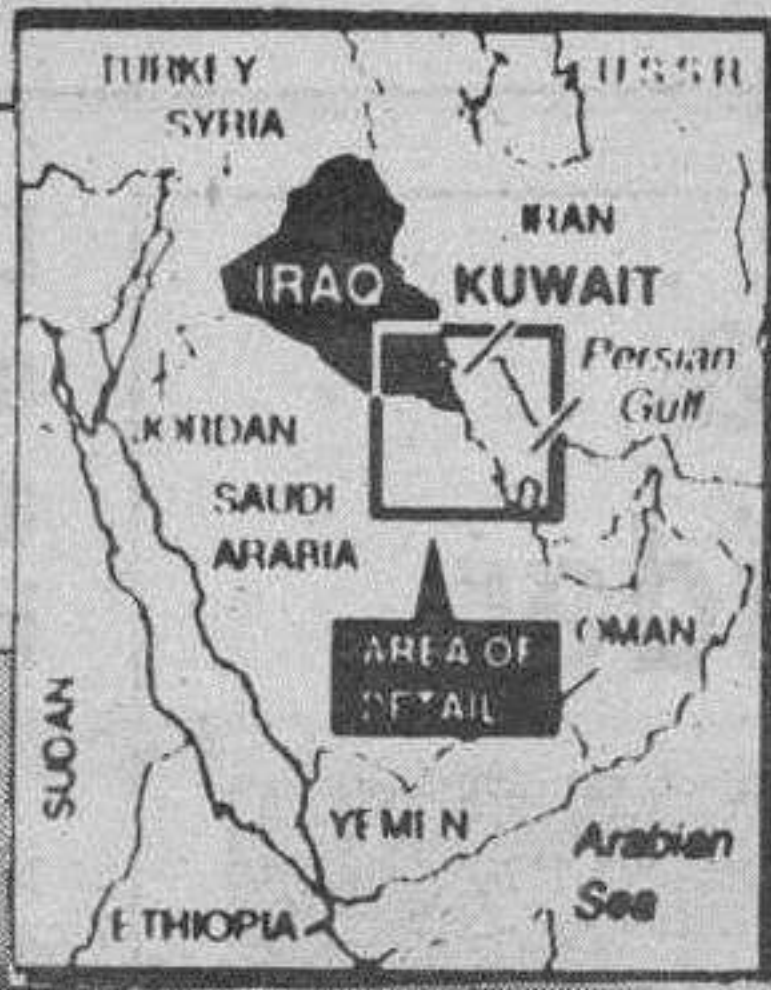 TURKEY
U.S.S.R.
SYRIA
IRAN
IRAQ
KUWAIT
Persian
Gulf
JORDAN
SAUDI
ARABIA
AREA OF
DETAIL
OMAN
SUDAN
YEMEN
Arabian
Sea
ETHIOPIA